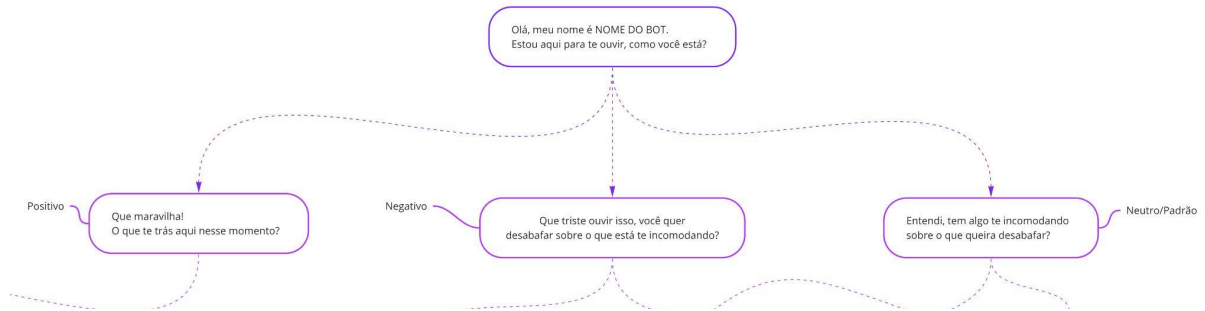 Olá, meu nome é NOME DO BOT.
Estou aqui para te ouvir, como você está?
Positivo
Que maravilha!
O que te trás aqui nesse momento?
Negativo
Que triste ouvir isso, você quer
desabafar sobre o que está te incomodando?
Entendi, tem algo te incomodando
sobre o que queira desabafar?
Neutro/Padrão